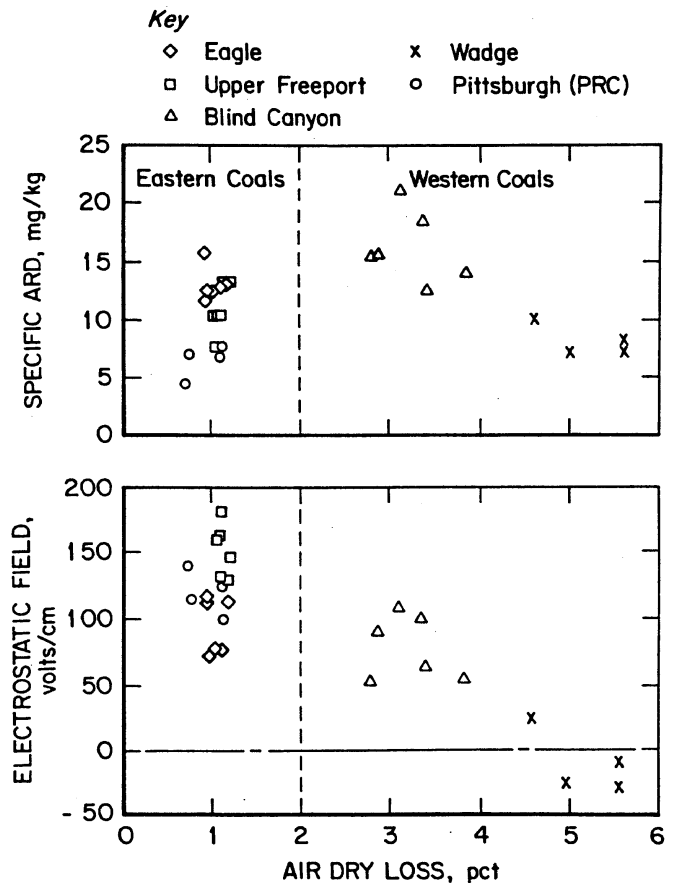 Key
Eagle
Wadge
Upper Freeport
Pittsburgh (PRC)
Blind Canyon
25
20
15
10
5
0
SPECIFIC ARD, mg/kg
Eastern Coals
Western Coals
200
150
100
50
0
- 50
ELECTROSTATIC FIELD,
volts/cm
0 1 2 3 4 5 6
AIR DRY LOSS, pct